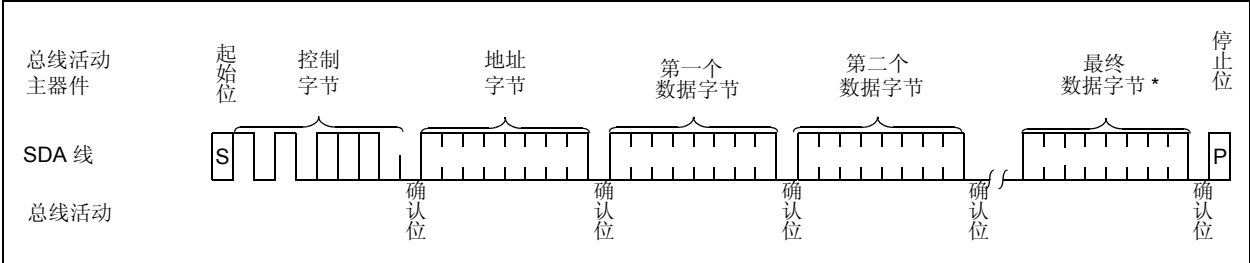 总线活动
主器件
起始位
控制
字节
地址
字节
第一个
数据字节
第二个
数据字节
最终
数据字节 *
停止位
SDA 线
S
P
总线活动
确认位
确认位
确认位
确认位
确认位